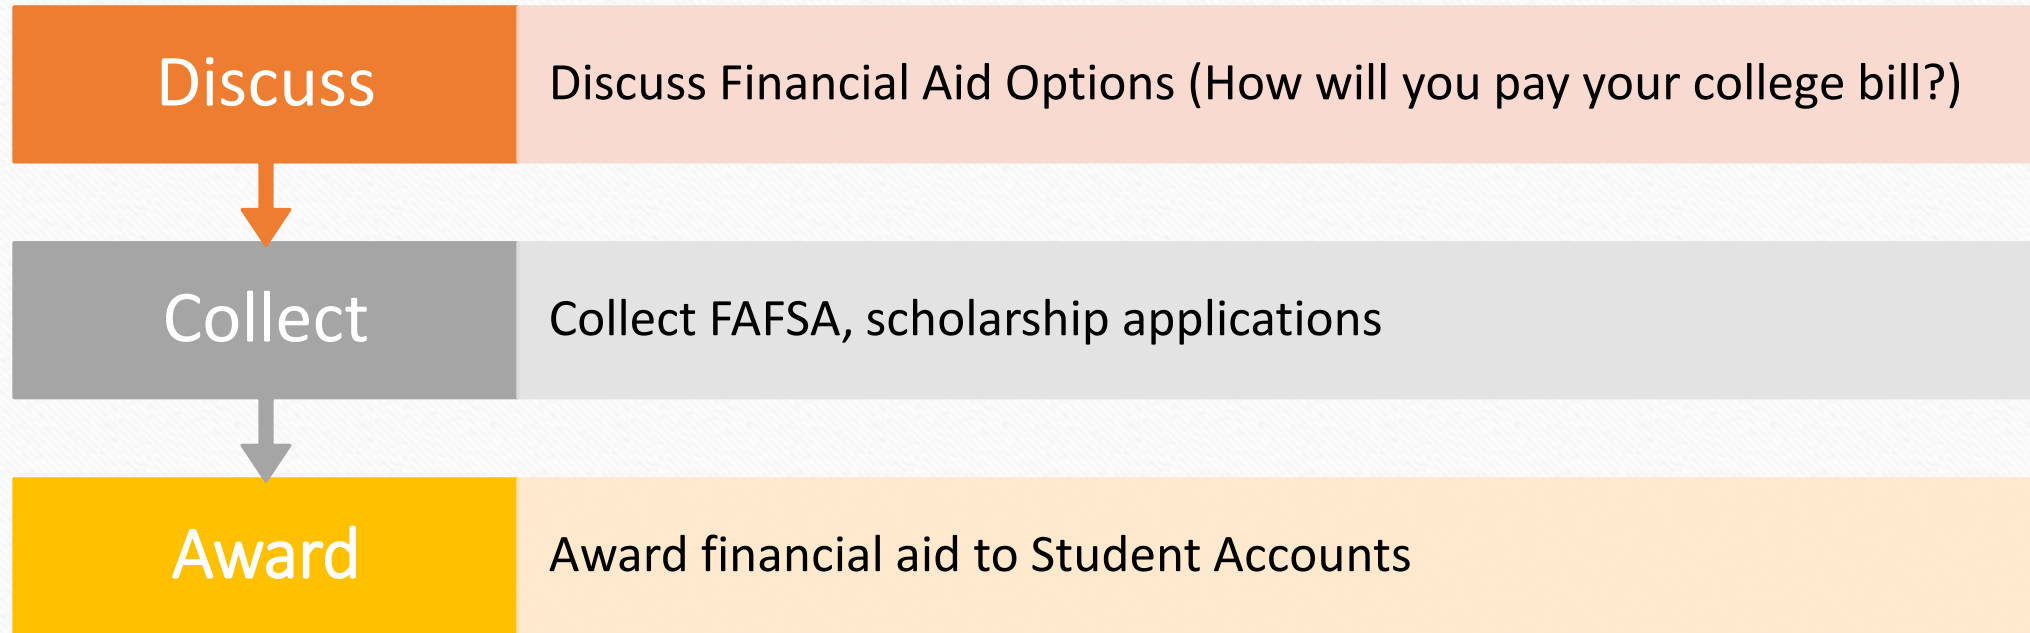 Discuss
Discuss Financial Aid Options (How will you pay your college bill?)
Collect
Collect FAFSA, scholarship applications
Award
Award financial aid to Student Accounts